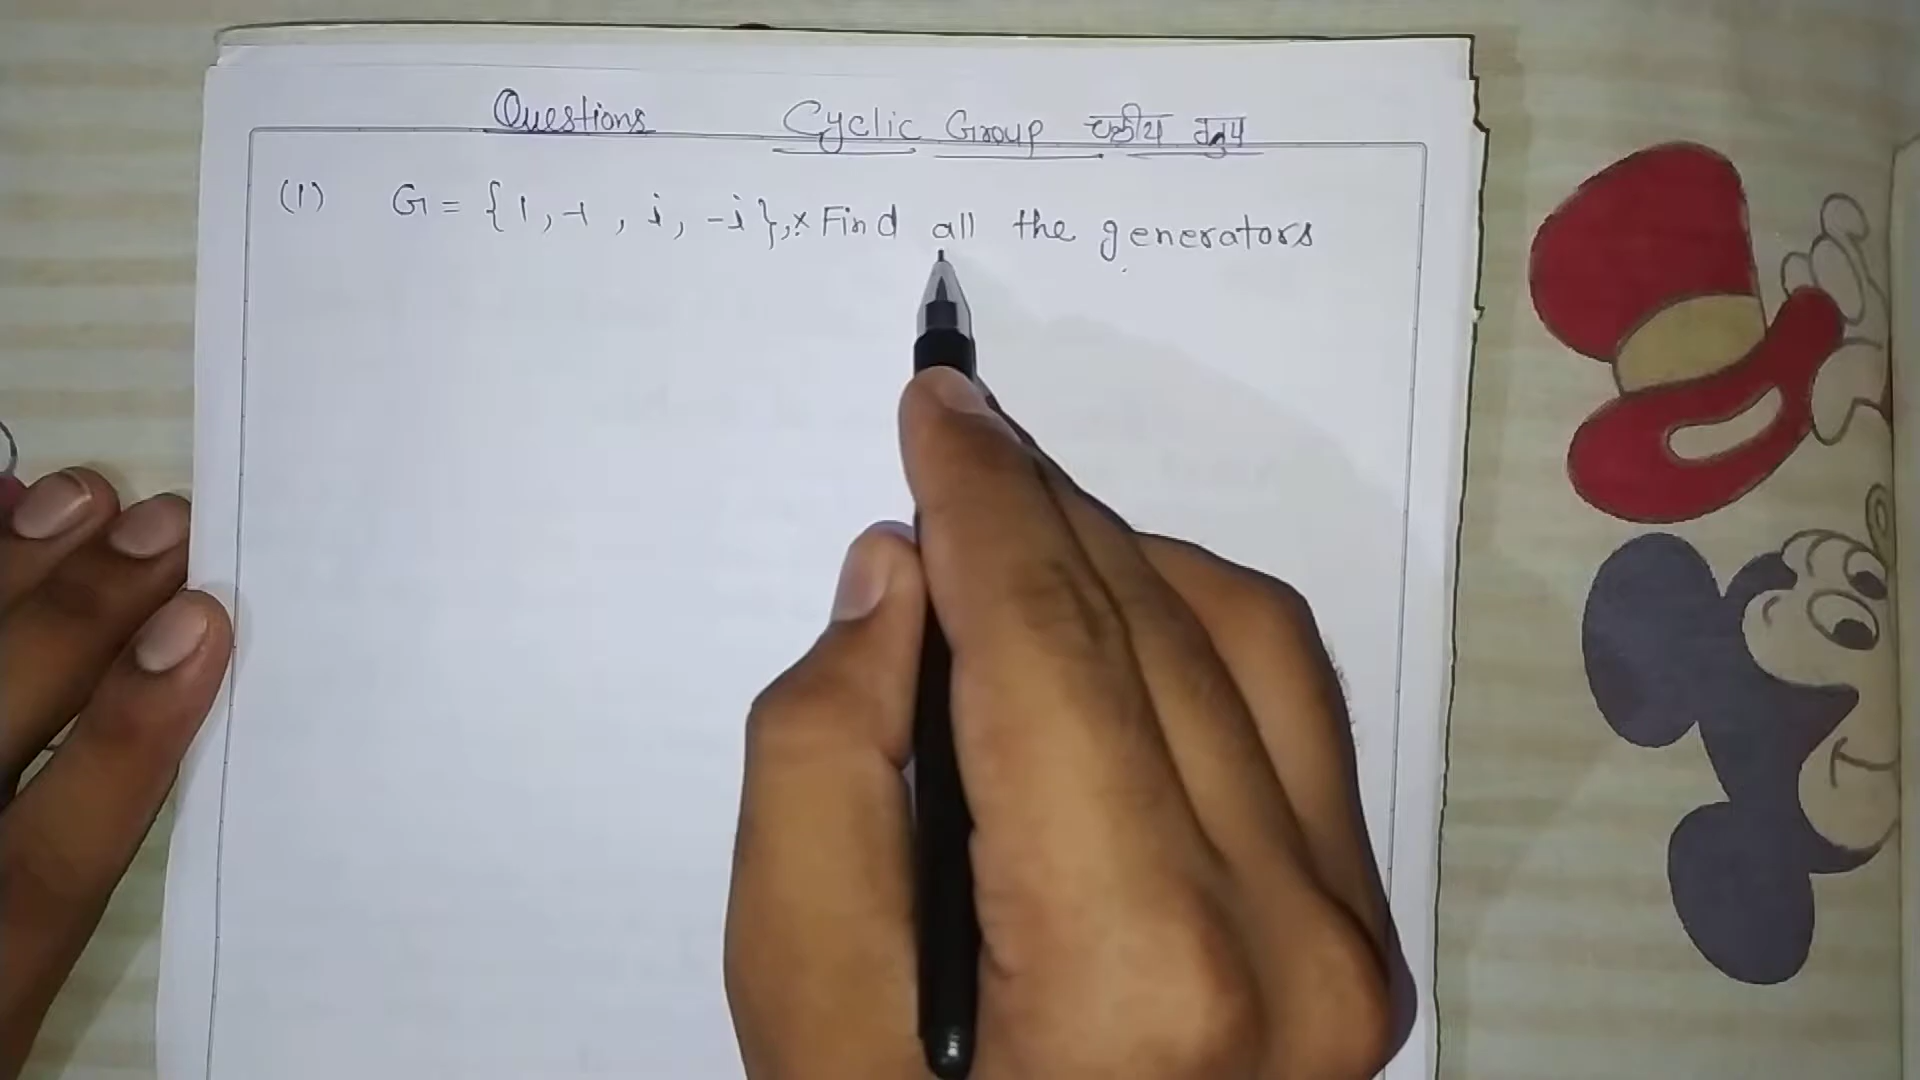 Questions Cyclic Group चक्रीय ग्रुप
(1) G = {1, -1, i, -i},× Find all the generators